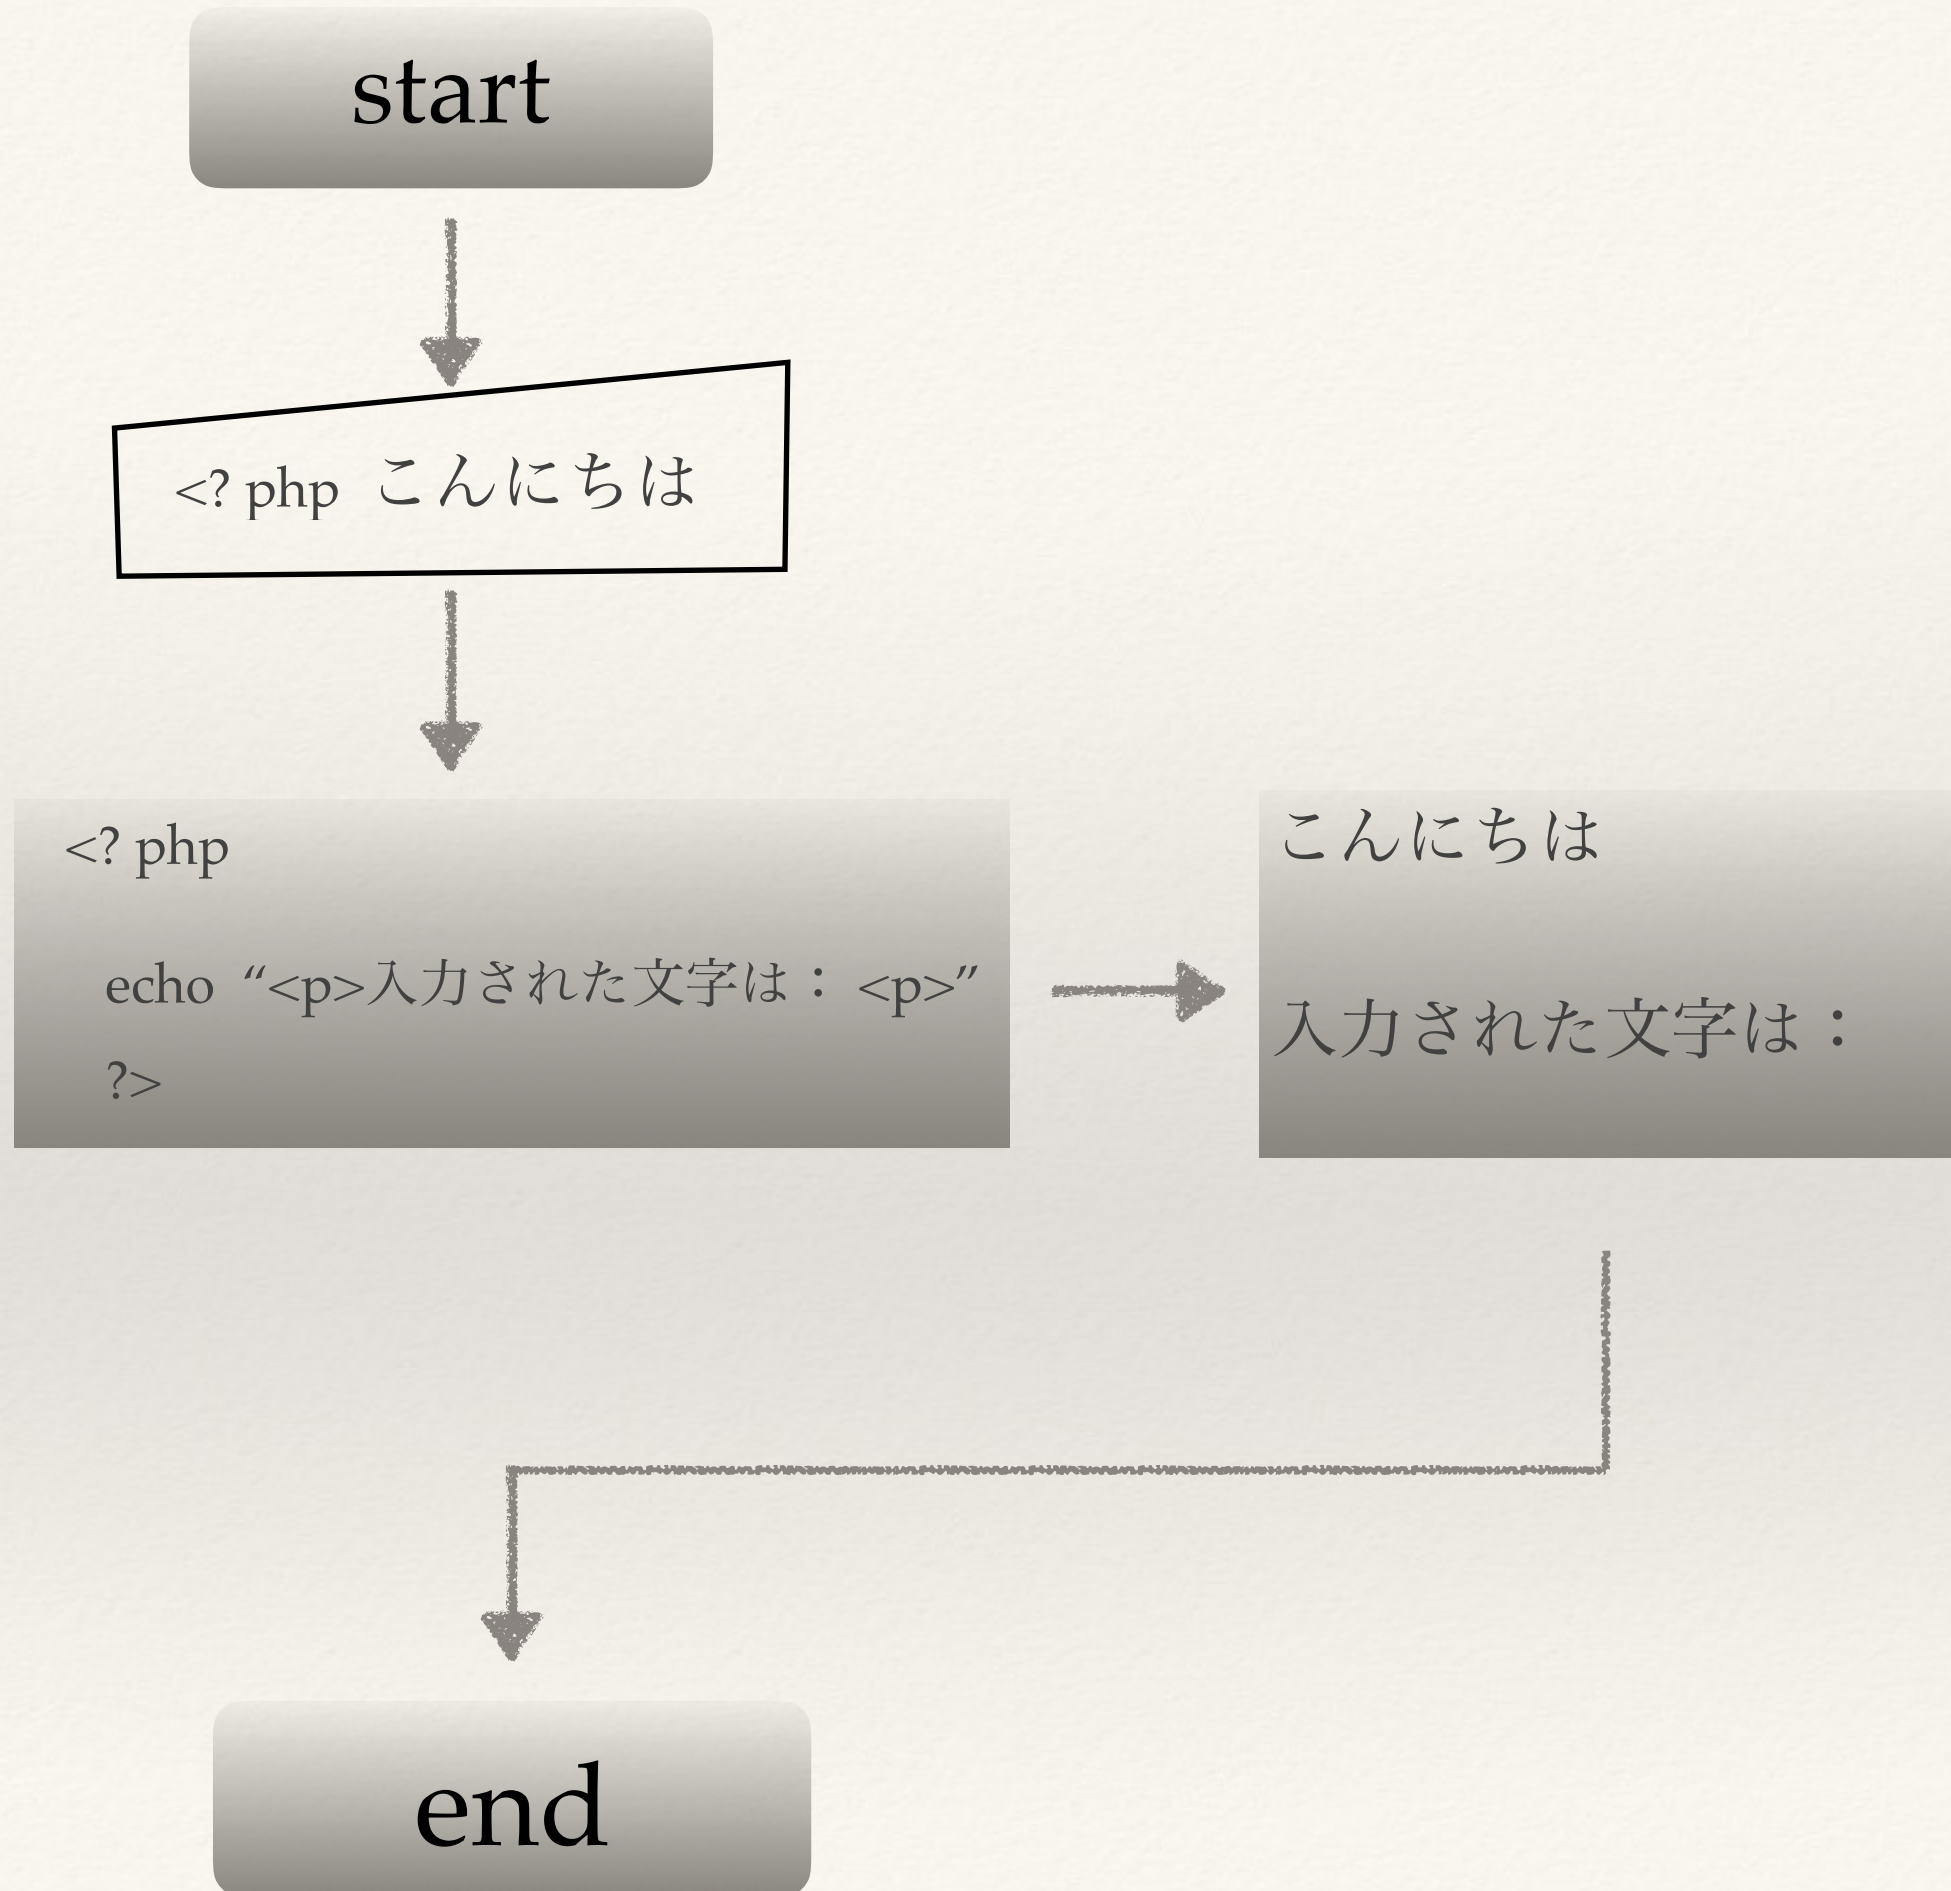 start
<? php こんにちは
<? php
echo “<p>入力された文字は： <p>”
?>
こんにちは
入力された文字は：
end